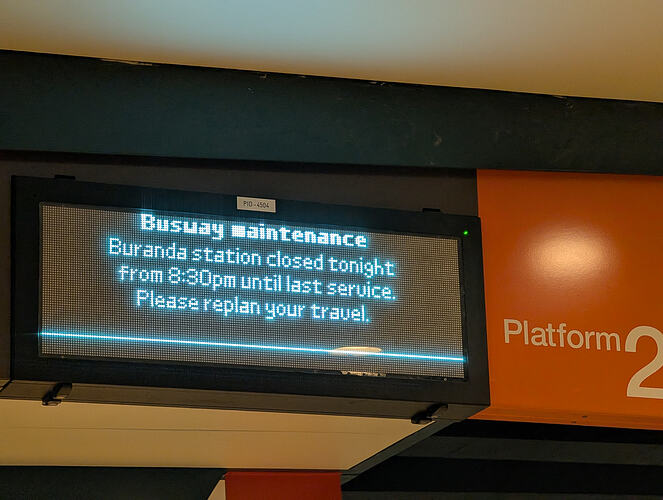 PID-4504
Busway maintenance
Buranda station closed tonight
from 8:30pm until last service.
Please replan your travel.
Platform 2